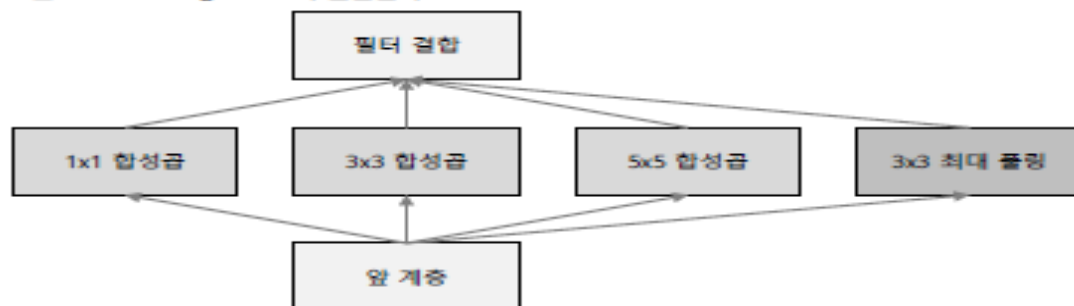 필터 결합
1x1 합성곱
3x3 합성곱
5x5 합성곱
3x3 최대 풀링
앞 계층